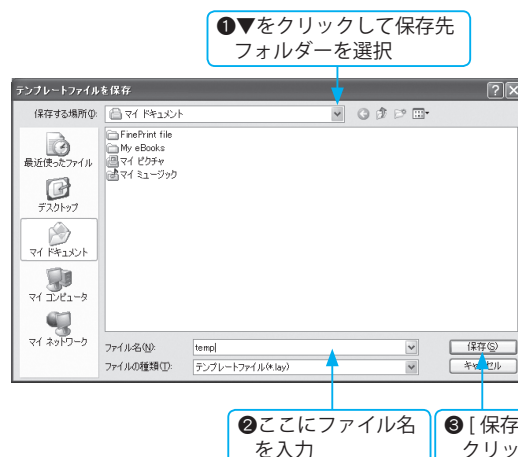 ❶▼をクリックして保存先
フォルダーを選択
テンプレートファイルを保存
保存する場所(I):
マイ ドキュメント
FinePrint file
My eBooks
マイ ピクチャ
マイ ミュージック
最近使ったファイル
デスクトップ
マイ ドキュメント
マイ コンピュータ
マイ ネットワーク
ファイル名(N):
temp
保存(S)
ファイルの種類(T):
テンプレートファイル(*.lay)
❷ここにファイル名
を入力
❸ [ 保存
クリッ